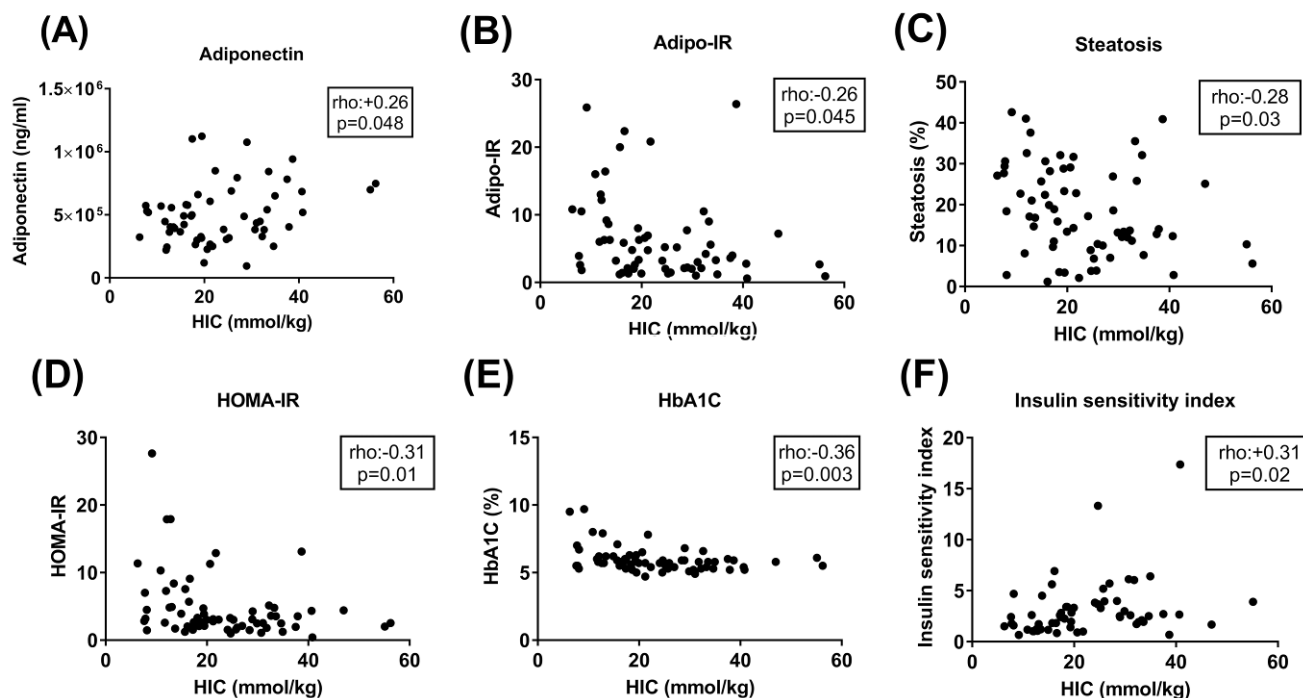 (A)
Adiponectin
Adiponectin (ng/ml)
1.5×10⁶
1×10⁶
5×10⁵
0
rho:+0.26
p=0.048
0 20 40 60
HIC (mmol/kg)
(B)
Adipo-IR
Adipo-IR
30
20
10
0
rho:-0.26
p=0.045
0 20 40 60
HIC (mmol/kg)
(C)
Steatosis
Steatosis (%)
50
40
30
20
10
0
rho:-0.28
p=0.03
0 20 40 60
HIC (mmol/kg)
(D)
HOMA-IR
HOMA-IR
30
20
10
0
rho:-0.31
p=0.01
0 20 40 60
HIC (mmol/kg)
(E)
HbA1C
HbA1C (%)
15
10
5
0
rho:-0.36
p=0.003
0 20 40 60
HIC (mmol/kg)
(F)
Insulin sensitivity index
Insulin sensitivity index
20
15
10
5
0
rho:+0.31
p=0.02
0 20 40 60
HIC (mmol/kg)